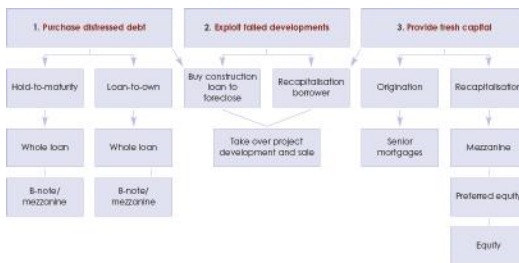 1. Purchase distressed debt
2. Exploit failed developments
3. Provide fresh capital
Hold-to-maturity
Loan-to-own
Buy construction
loan to
foreclose
Recapitalisation
borrower
Origination
Recapitalisation
Whole loan
Whole loan
Take over project
development and sale
Senior
mortgages
Mezzanine
B-note/
mezzanine
B-note/
mezzanine
Preferred equity
Equity